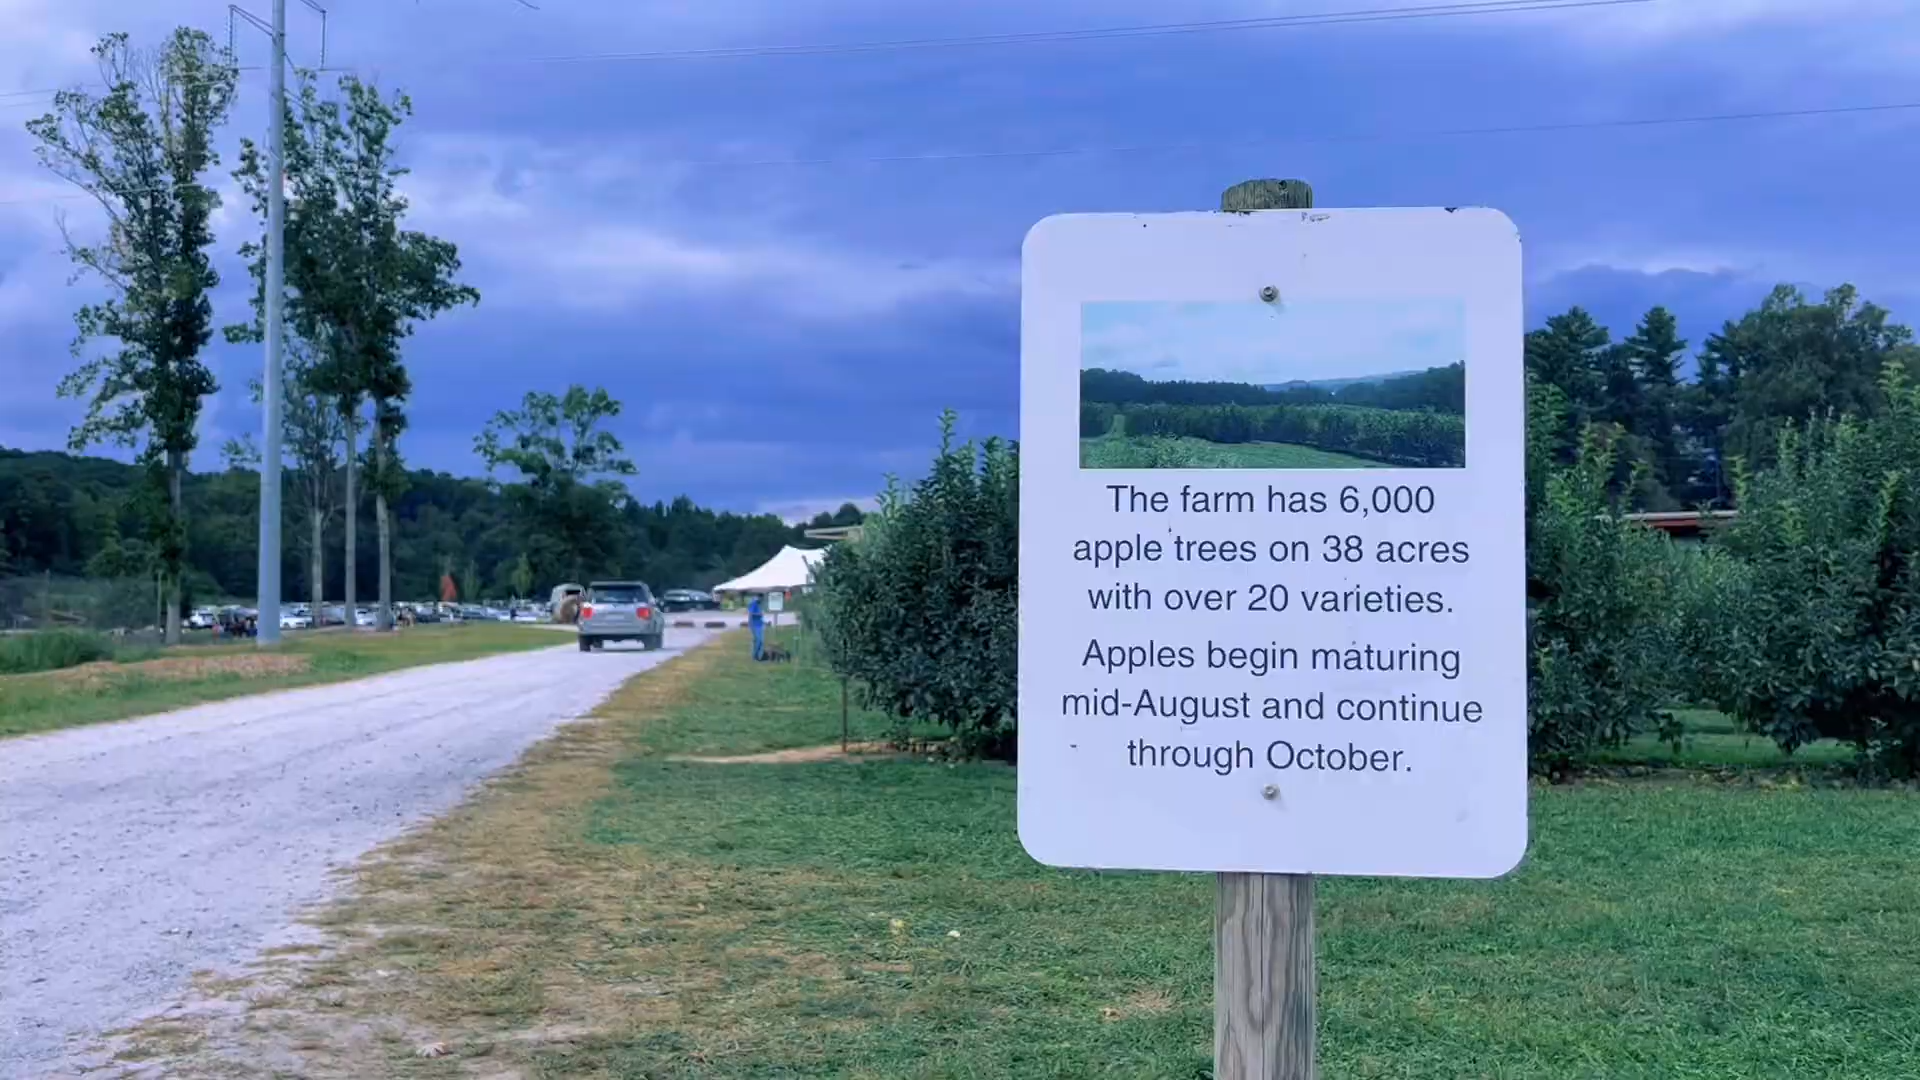 The farm has 6,000
apple trees on 38 acres
with over 20 varieties.
Apples begin maturing
mid-August and continue
through October.